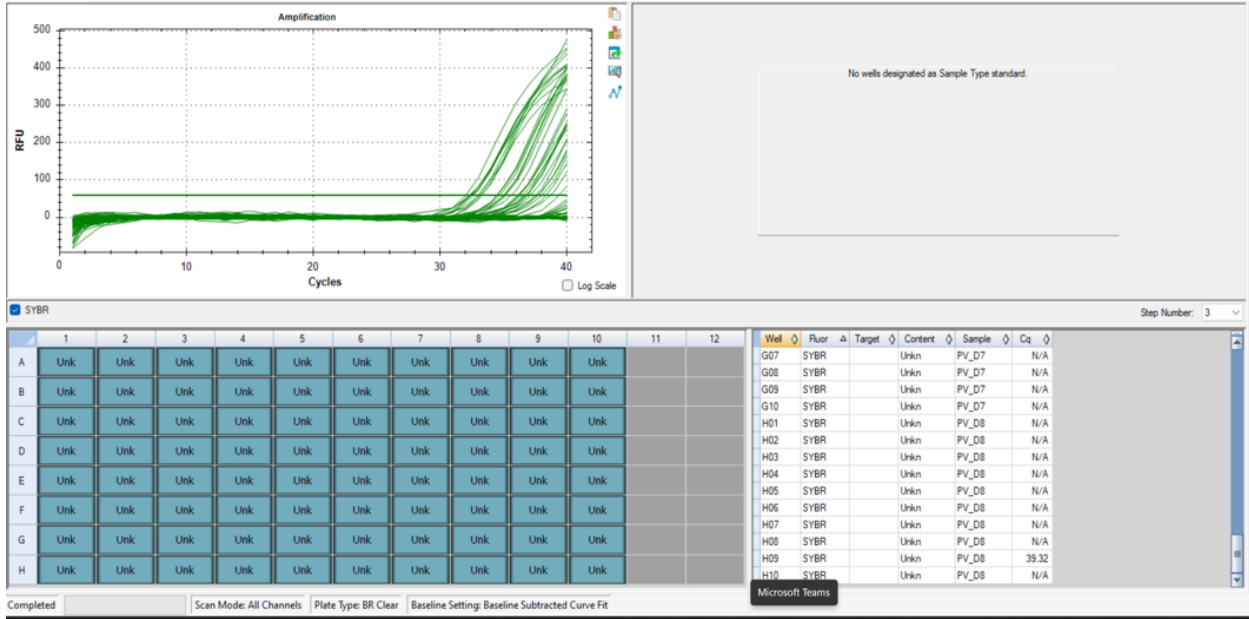 Amplification
500
400
300
200
100
0
RFU
0 10 20 30 40
Cycles
Log Scale
No wells designated as Sample Type standard.
SYBR
Step Number: 3
1 2 3 4 5 6 7 8 9 10 11 12
A Unk Unk Unk Unk Unk Unk Unk Unk Unk Unk
B Unk Unk Unk Unk Unk Unk Unk Unk Unk Unk
C Unk Unk Unk Unk Unk Unk Unk Unk Unk Unk
D Unk Unk Unk Unk Unk Unk Unk Unk Unk Unk
E Unk Unk Unk Unk Unk Unk Unk Unk Unk Unk
F Unk Unk Unk Unk Unk Unk Unk Unk Unk Unk
G Unk Unk Unk Unk Unk Unk Unk Unk Unk Unk
H Unk Unk Unk Unk Unk Unk Unk Unk Unk Unk
Well Fluor Target Content Sample Cq
G07 SYBR Unkn PV_D7 N/A
G08 SYBR Unkn PV_D7 N/A
G09 SYBR Unkn PV_D7 N/A
G10 SYBR Unkn PV_D7 N/A
H01 SYBR Unkn PV_D8 N/A
H02 SYBR Unkn PV_D8 N/A
H03 SYBR Unkn PV_D8 N/A
H04 SYBR Unkn PV_D8 N/A
H05 SYBR Unkn PV_D8 N/A
H06 SYBR Unkn PV_D8 N/A
H07 SYBR Unkn PV_D8 N/A
H08 SYBR Unkn PV_D8 N/A
H09 SYBR Unkn PV_D8 39.32
H10 SYBR Unkn PV_D8 N/A
Microsoft Teams
Completed Scan Mode: All Channels Plate Type: BR Clear Baseline Setting: Baseline Subtracted Curve Fit